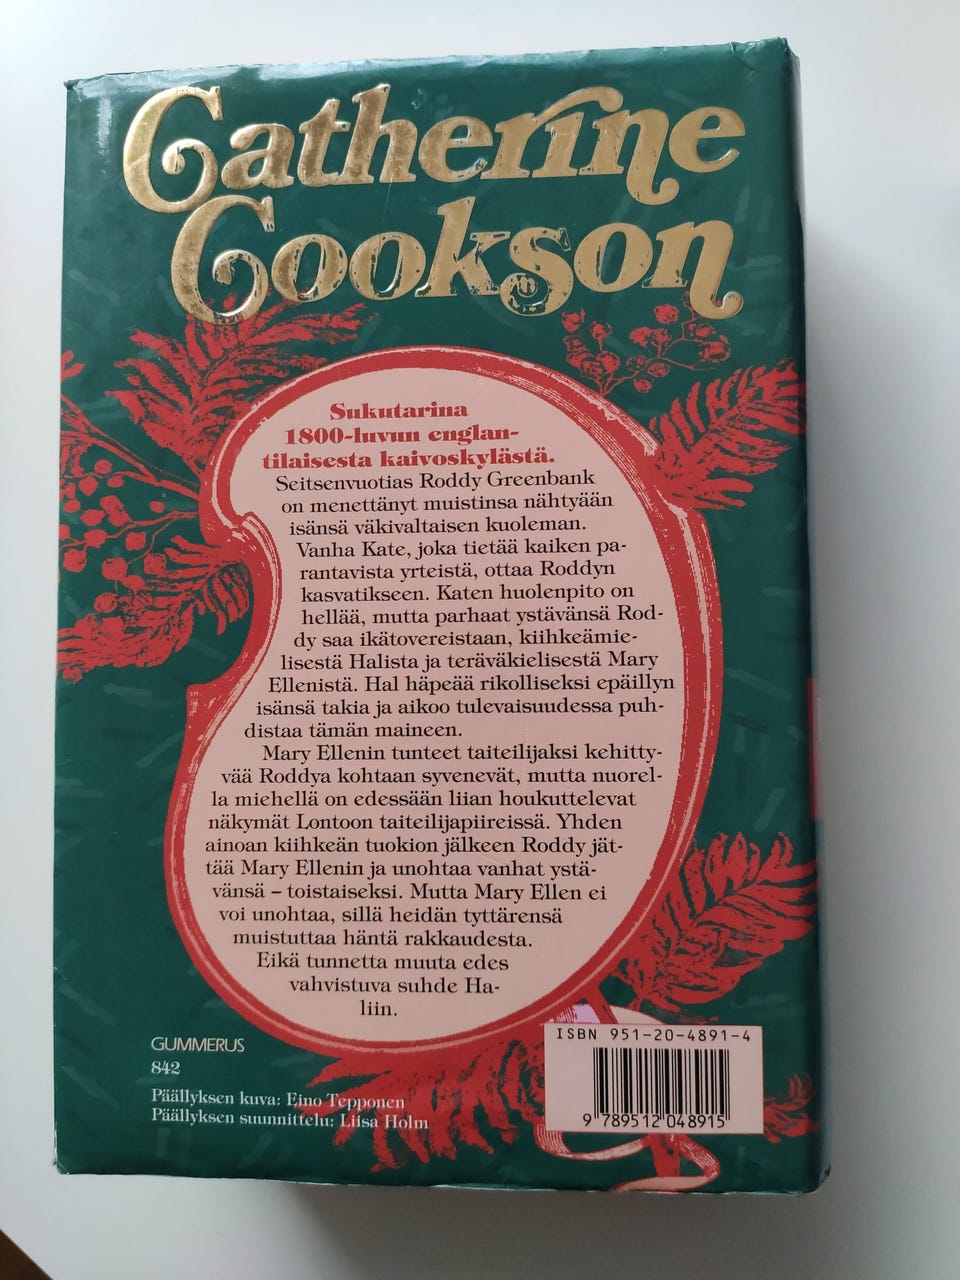 Catherine
Cookson
Sukutarina
1800-luvun englan-
tilaisesta kaivoskylästä.
Seitsenvuotias Roddy Greenbank
on menettänyt muistinsa nähtyään
isänsä väkivaltaisen kuoleman.
Vanha Kate, joka tietää kaiken pa-
rantavista yrteistä, ottaa Roddyn
kasvatikseen. Katen huolenpito on
hellää, mutta parhaat ystävänsä Rod-
dy saa ikätovereistaan, kiihkeämie-
lisestä Halista ja teräväkielisestä Mary
Ellenistä. Hal häpeää rikolliseksi epäillyn
isänsä takia ja aikoo tulevaisuudessa puh-
distaa tämän maineen.
Mary Ellenin tunteet taiteilijaksi kehitty-
vää Roddya kohtaan syvenevät, mutta nuorel-
la miehellä on edessään liian houkuttelevat
näkymät Lontoon taiteilijapiireissä. Yhden
ainoan kiihkeän tuokion jälkeen Roddy jät-
tää Mary Ellenin ja unohtaa vanhat ystä-
vänsä – toistaiseksi. Mutta Mary Ellen ei
voi unohtaa, sillä heidän tyttärensä
muistuttaa häntä rakkaudesta.
Eikä tunnetta muuta edes
vahvistuva suhde Ha-
liin.
GUMMERUS
842
Päällyksen kuva: Eino Tepponen
Päällyksen suunnittelu: Liisa Holm
ISBN 951-20-4891-4
9 789512 048915